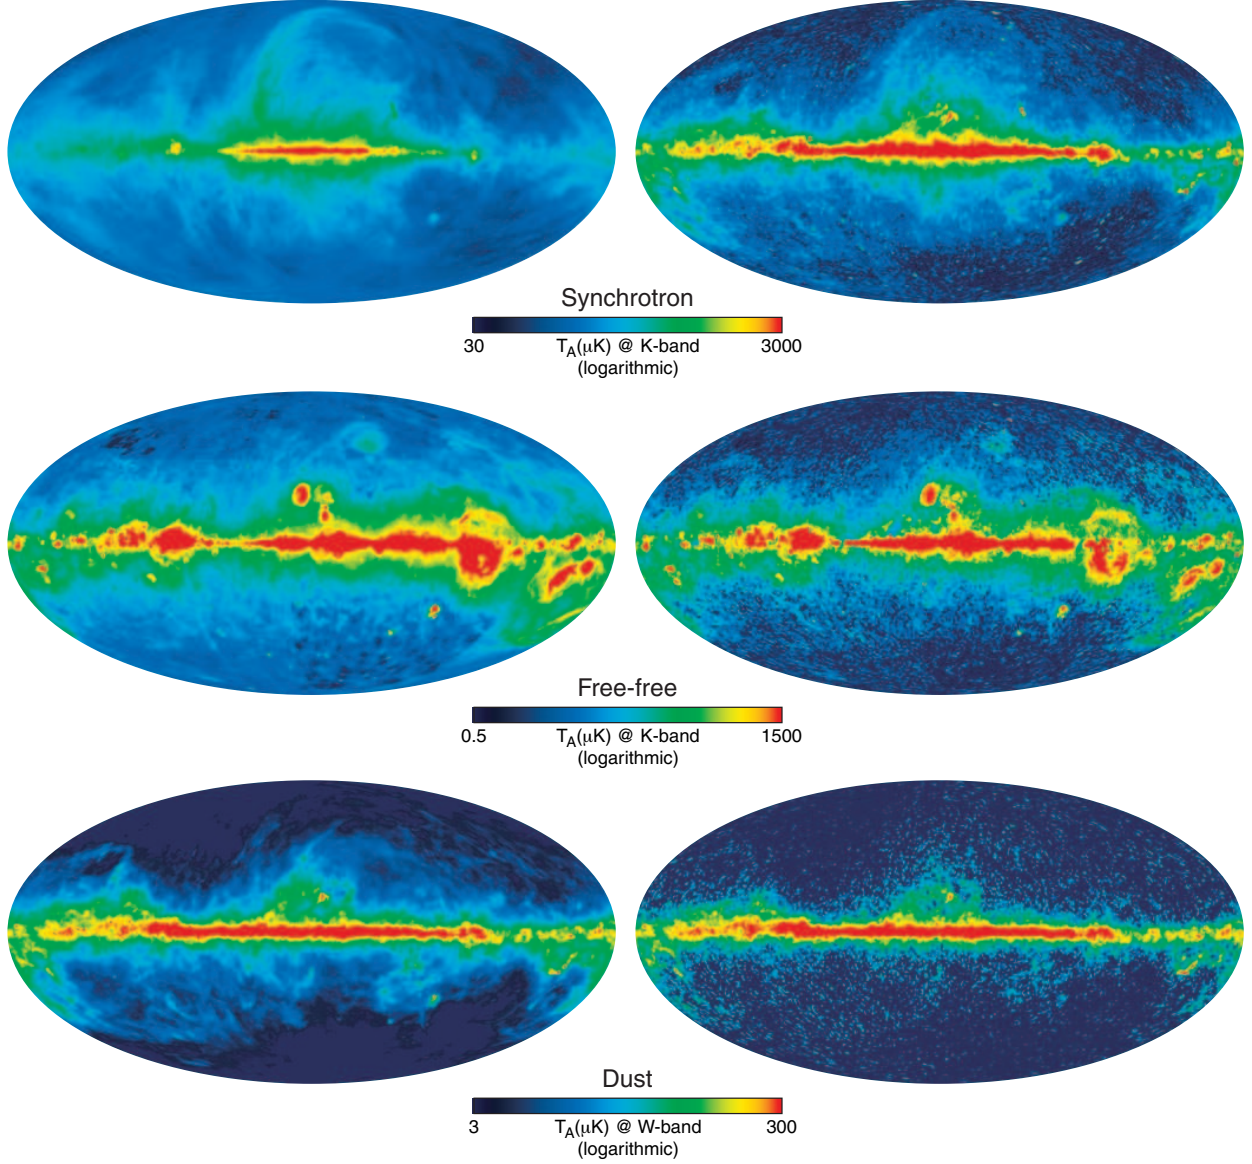 Synchrotron
30 T_A(μK) @ K-band 3000
(logarithmic)
Free-free
0.5 T_A(μK) @ K-band 1500
(logarithmic)
Dust
3 T_A(μK) @ W-band 300
(logarithmic)